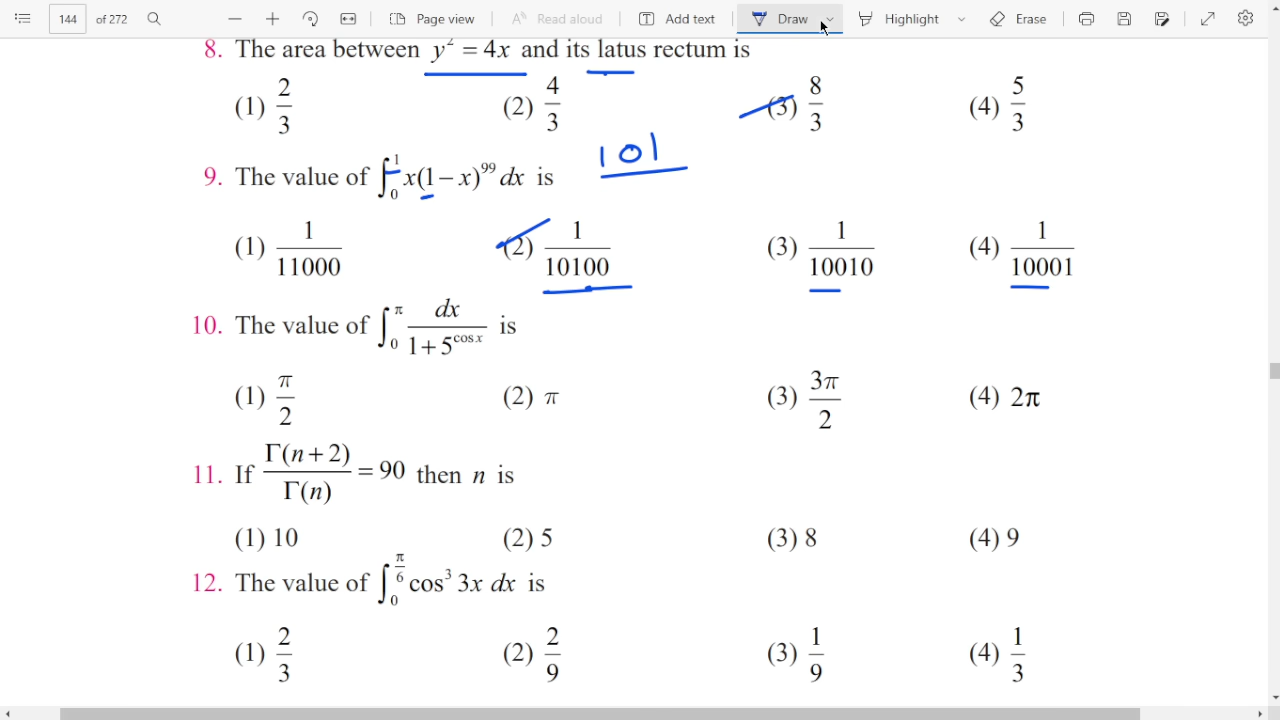 144 of 272 Page view Read aloud Add text Draw Highlight Erase
8. The area between y² = 4x and its latus rectum is
(1) 2/3 (2) 4/3 (3) 8/3 (4) 5/3
101
9. The value of ∫₀¹ x(1−x)⁹⁹ dx is
(1) 1/11000 (2) 1/10100 (3) 1/10010 (4) 1/10001
10. The value of ∫₀^π dx/(1+5^(cos x)) is
(1) π/2 (2) π (3) 3π/2 (4) 2π
11. If Γ(n+2)/Γ(n) = 90 then n is
(1) 10 (2) 5 (3) 8 (4) 9
12. The value of ∫₀^(π/6) cos³ 3x dx is
(1) 2/3 (2) 2/9 (3) 1/9 (4) 1/3